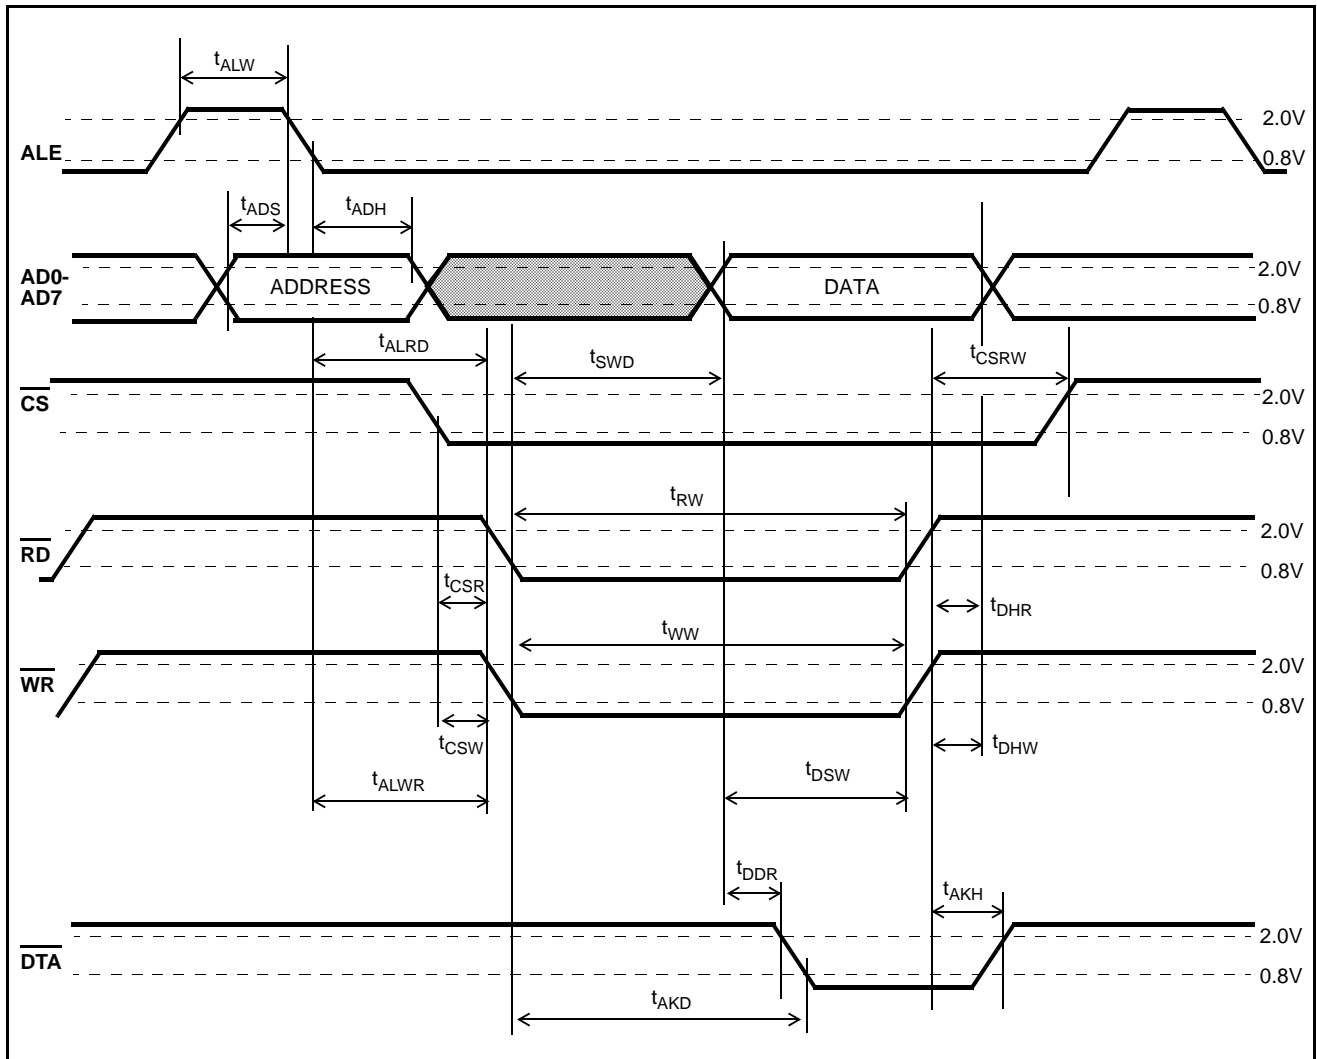 tALW
2.0V
ALE
0.8V
tADS
tADH
AD0-
AD7
ADDRESS
DATA
2.0V
0.8V
tALRD
tSWD
tCSRW
CS
2.0V
0.8V
tRW
RD
2.0V
0.8V
tCSR
tDHR
tWW
WR
2.0V
0.8V
tCSW
tDHW
tALWR
tDSW
tDDR
tAKH
DTA
2.0V
0.8V
tAKD